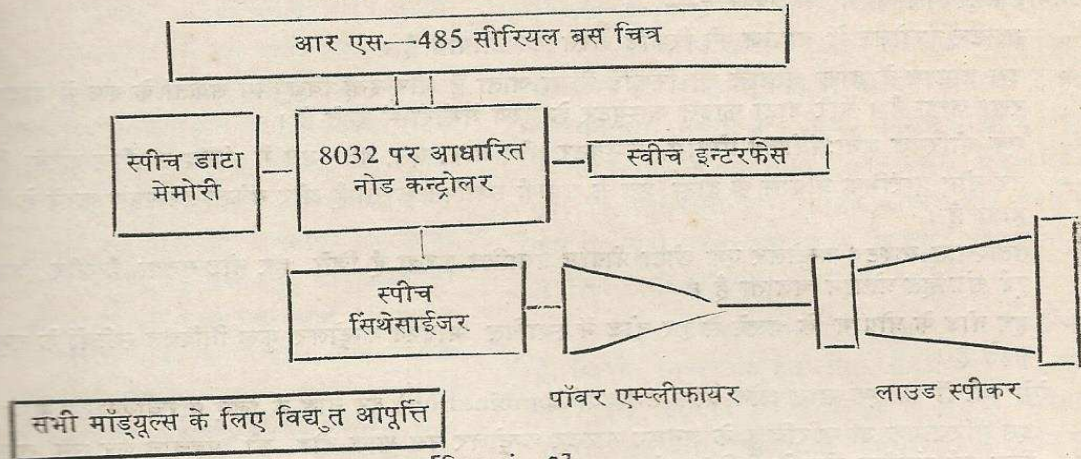 आर एस—485 सीरियल बस चित्र
स्पीच डाटा
मेमोरी
8032 पर आधारित
नोड कन्ट्रोलर
स्वीच इन्टरफेस
स्पीच
सिंथेसाईजर
पॉवर एम्प्लीफायर
लाउड स्पीकर
सभी मॉड्यूल्स के लिए विद्युत आपूर्त्ति